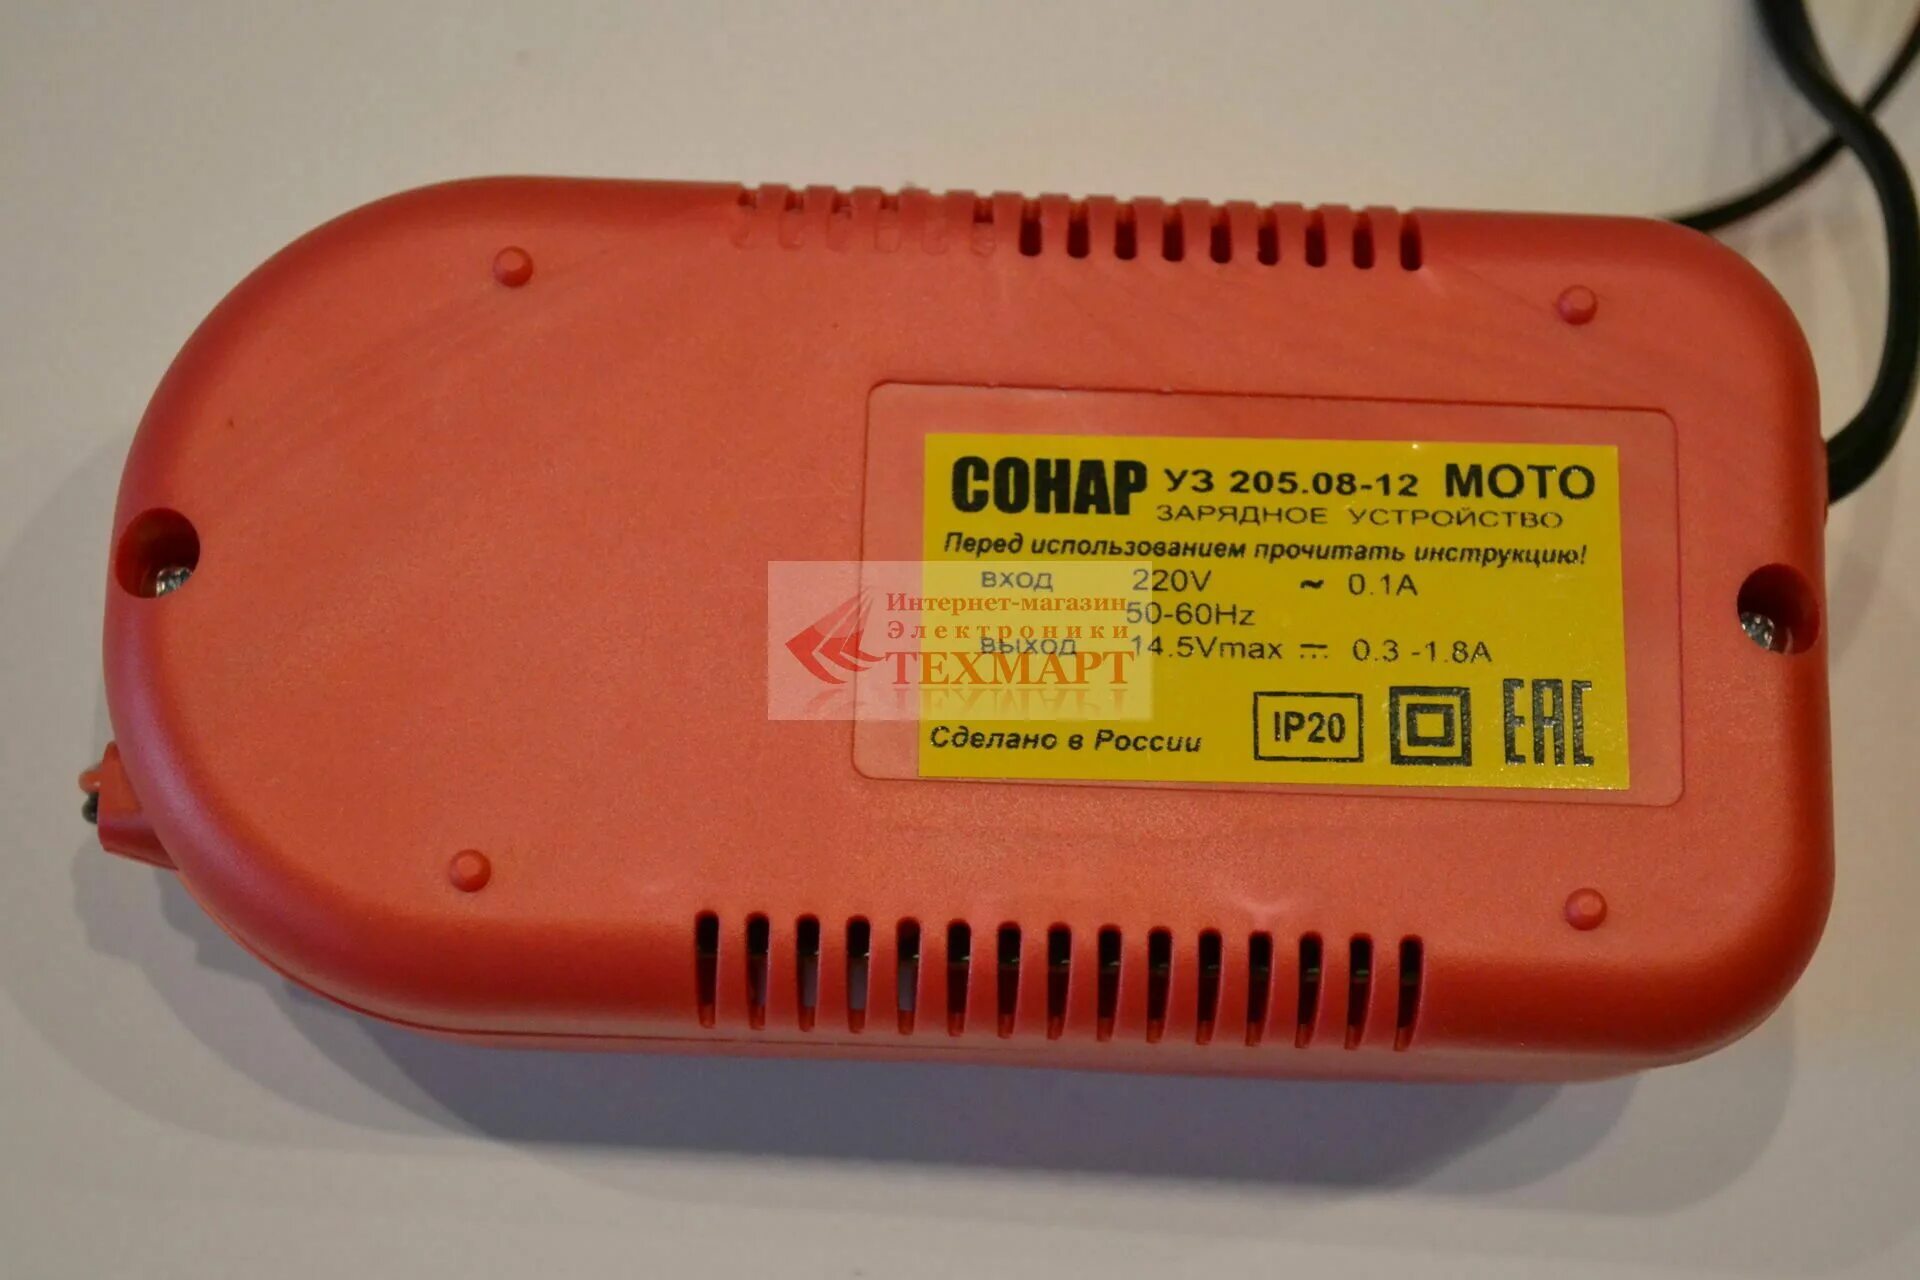 СОНАР УЗ 205.08-12 МОТО
ЗАРЯДНОЕ УСТРОЙСТВО
Перед использованием прочитать инструкцию!
ВХОД 220V ~ 0.1A
50-60Hz
ВЫХОД 14.5Vmax ⎓ 0.3 -1.8A
Интернет-магазин
Электроники
ТЕХМАРТ
Сделано в России IP20 EAC